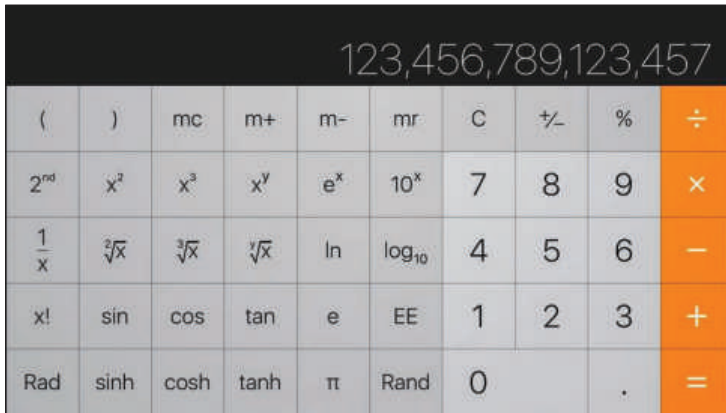 123,456,789,123,457
( ) mc m+ m- mr C +/- % ÷
2nd x² x³ xʸ eˣ 10ˣ 7 8 9 ×
1/x ²√x ³√x ʸ√x ln log₁₀ 4 5 6 −
x! sin cos tan e EE 1 2 3 +
Rad sinh cosh tanh π Rand 0 . =